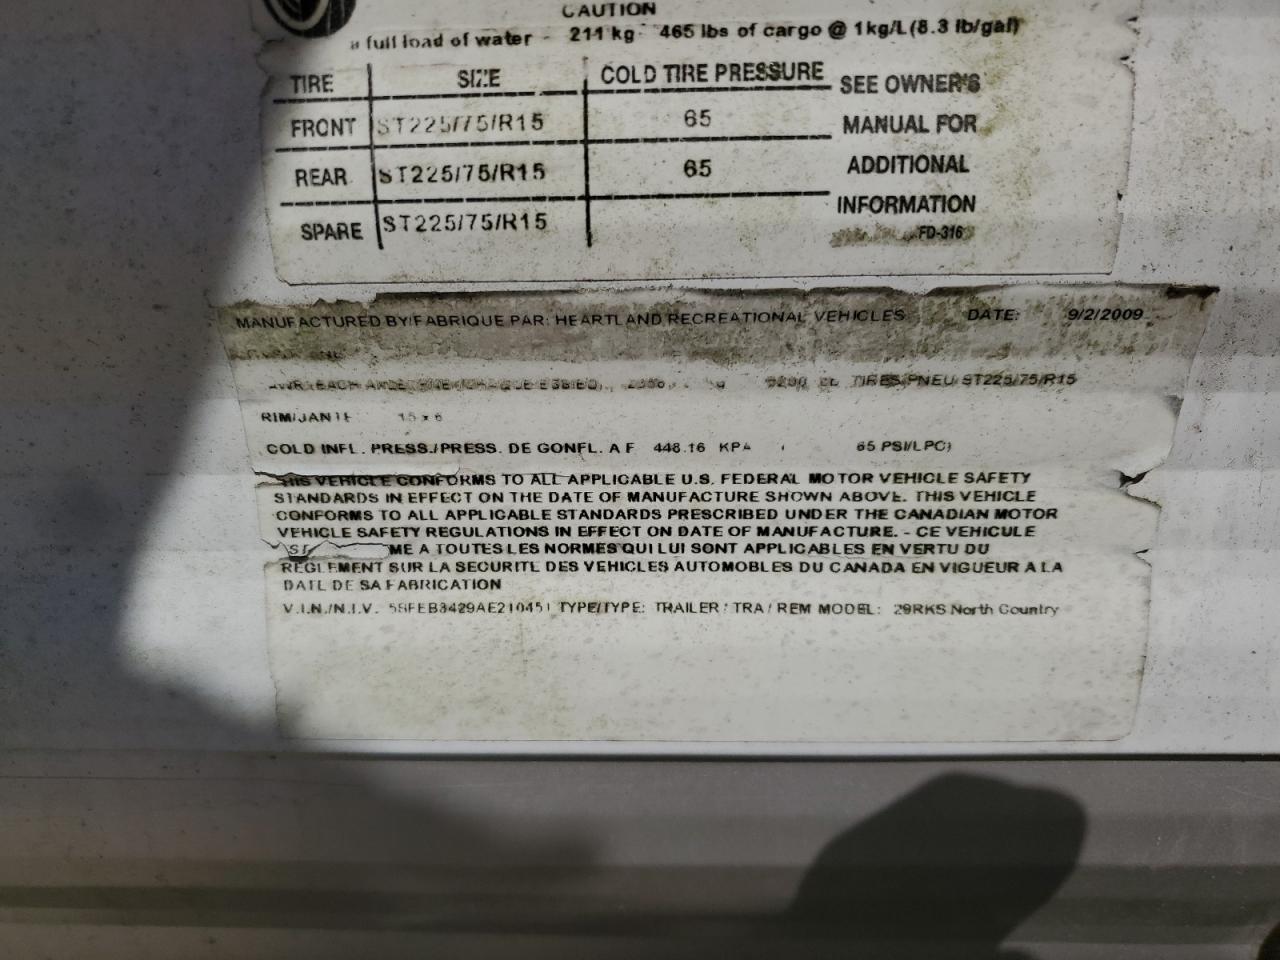 CAUTION
a full load of water - 211 kg 465 lbs of cargo @ 1kg/L (8.3 lb/gal)
TIRE SIZE COLD TIRE PRESSURE SEE OWNER'S
FRONT ST225/75/R15 65 MANUAL FOR
REAR ST225/75/R15 65 ADDITIONAL
INFORMATION
SPARE ST225/75/R15
FD-316
MANUFACTURED BY/FABRIQUE PAR: HEARTLAND RECREATIONAL VEHICLES DATE: 9/2/2009
TIRES/PNEU ST225/75/R15
RIM/JANTE 15 x 6
COLD INFL. PRESS./PRESS. DE GONFL. A F 448.16 KPA 65 PSI/LPC)
THIS VEHICLE CONFORMS TO ALL APPLICABLE U.S. FEDERAL MOTOR VEHICLE SAFETY
STANDARDS IN EFFECT ON THE DATE OF MANUFACTURE SHOWN ABOVE. THIS VEHICLE
CONFORMS TO ALL APPLICABLE STANDARDS PRESCRIBED UNDER THE CANADIAN MOTOR
VEHICLE SAFETY REGULATIONS IN EFFECT ON DATE OF MANUFACTURE. - CE VEHICULE
ME A TOUTES LES NORMES QUI LUI SONT APPLICABLES EN VERTU DU
REGLEMENT SUR LA SECURITE DES VEHICLES AUTOMOBLES DU CANADA EN VIGUEUR A LA
DATE DE SA FABRICATION
V.I.N./N.I.V. TYPE/TYPE: TRAILER / TRA / REM MODEL: 29RKS North Country